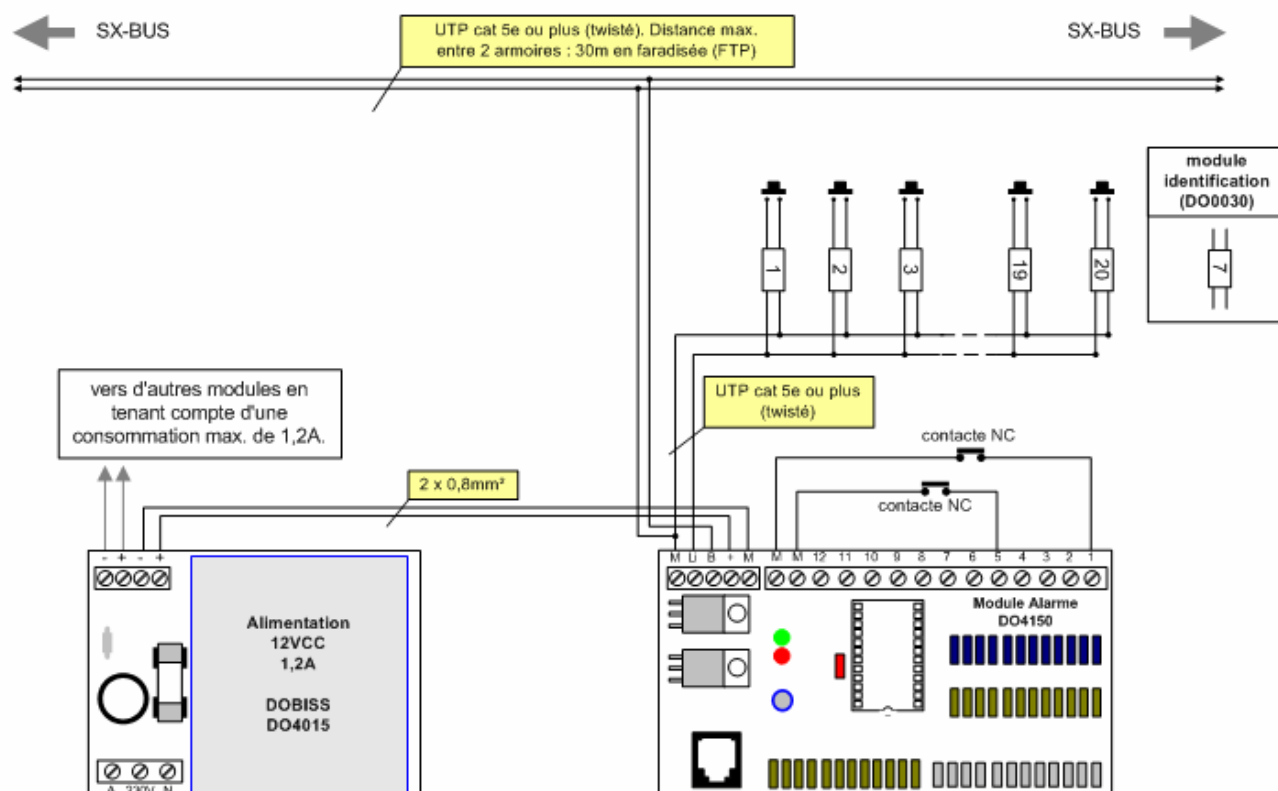 SX-BUS
UTP cat 5e ou plus (twisté). Distance max.
entre 2 armoires : 30m en faradisée (FTP)
SX-BUS
module
identification
(DO0030)
1
2
3
19
20
7
vers d'autres modules en
tenant compte d'une
consommation max. de 1,2A.
UTP cat 5e ou plus
(twisté)
contacte NC
2 x 0,8mm²
contacte NC
- + - +
M Li B + M
M M 12 11 10 9 8 7 6 5 4 3 2 1
Alimentation
12VCC
1,2A
DOBISS
DO4015
Module Alarme
DO4150
A 230V N